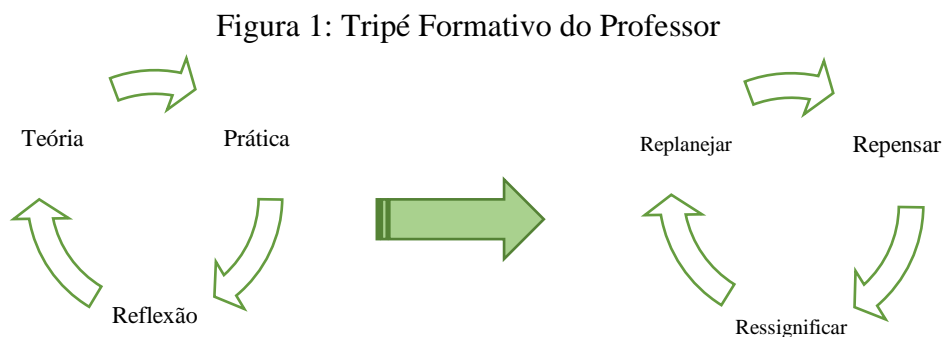 Figura 1: Tripé Formativo do Professor
Teória
Prática
Replanejar
Repensar
Reflexão
Ressignificar